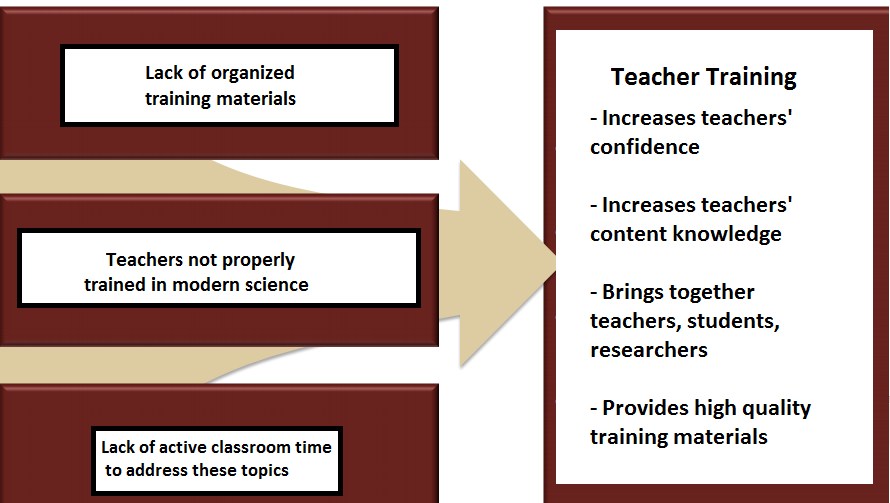 Lack of organized
training materials
Teachers not properly
trained in modern science
Lack of active classroom time
to address these topics
Teacher Training
- Increases teachers'
confidence
- Increases teachers'
content knowledge
- Brings together
teachers, students,
researchers
- Provides high quality
training materials